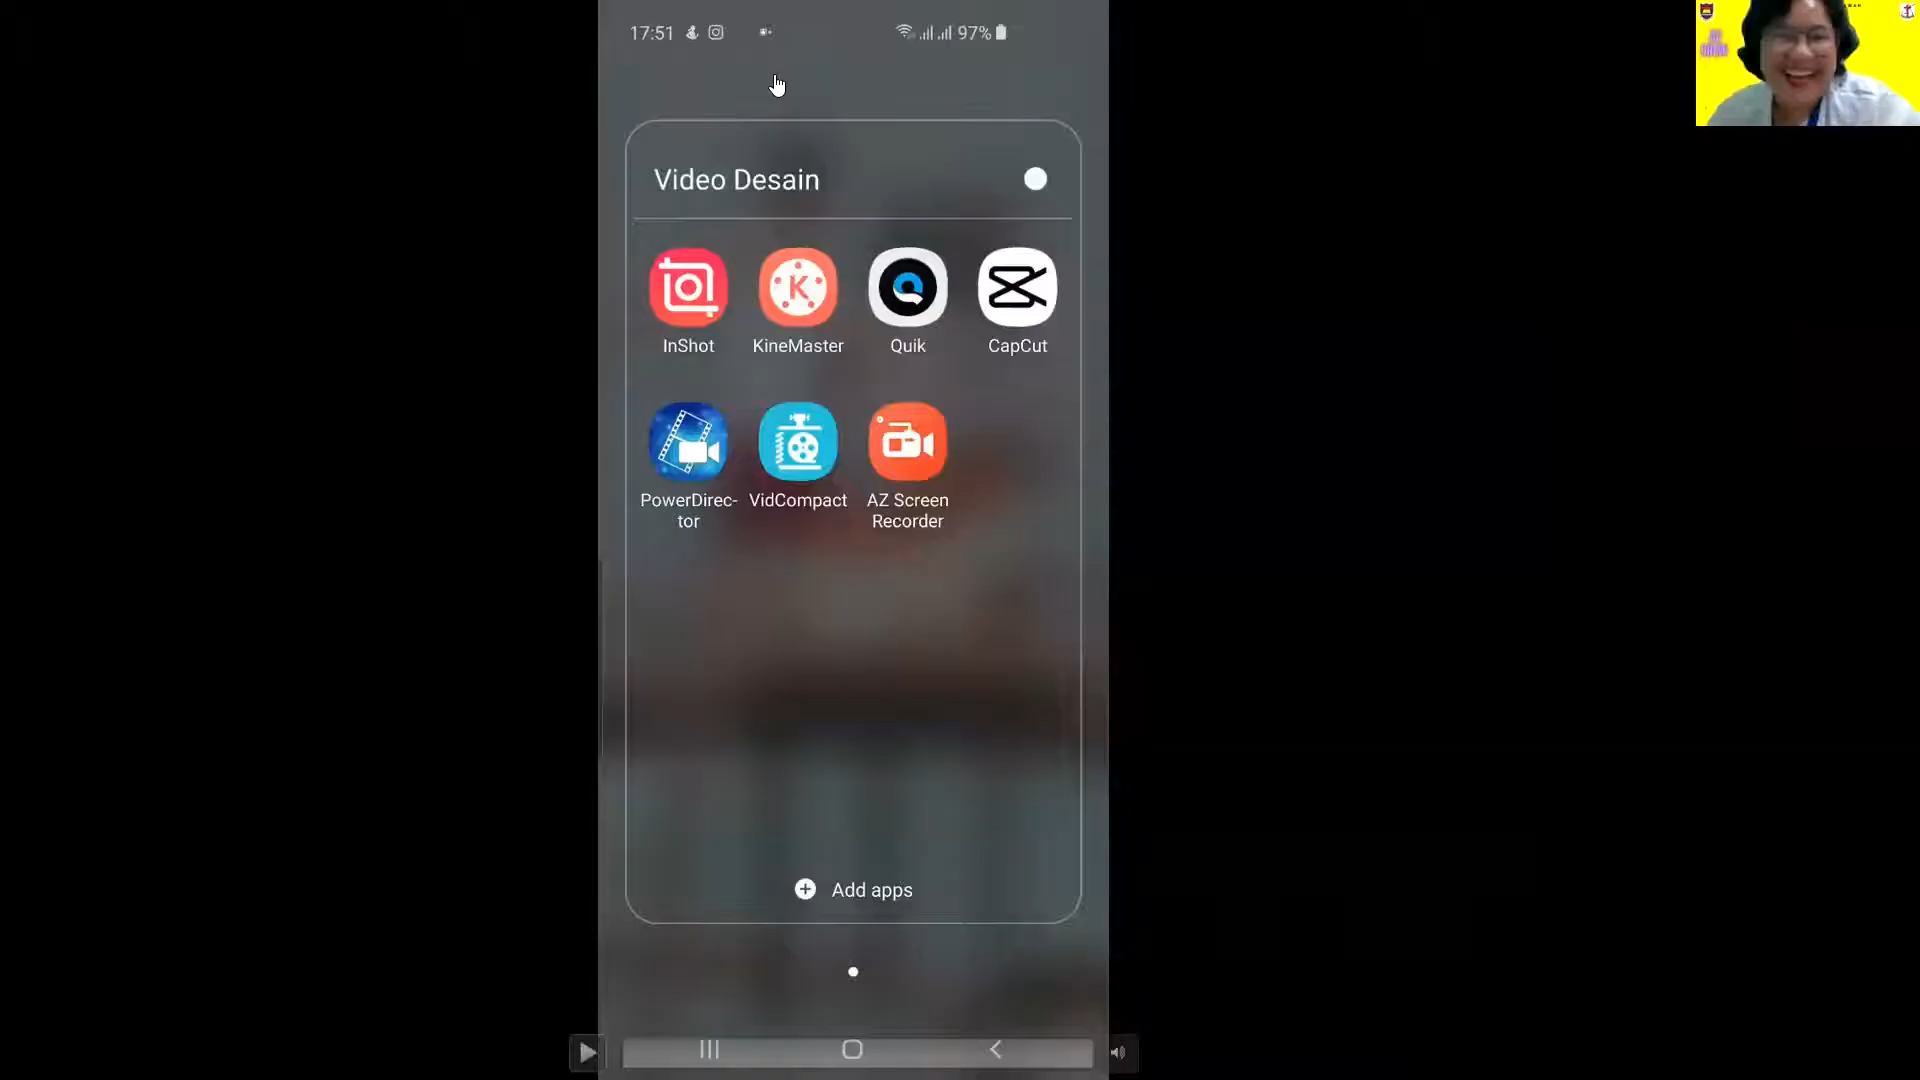 17:51 97%
Video Desain
InShot KineMaster Quik CapCut
PowerDirec- VidCompact AZ Screen
tor Recorder
Add apps